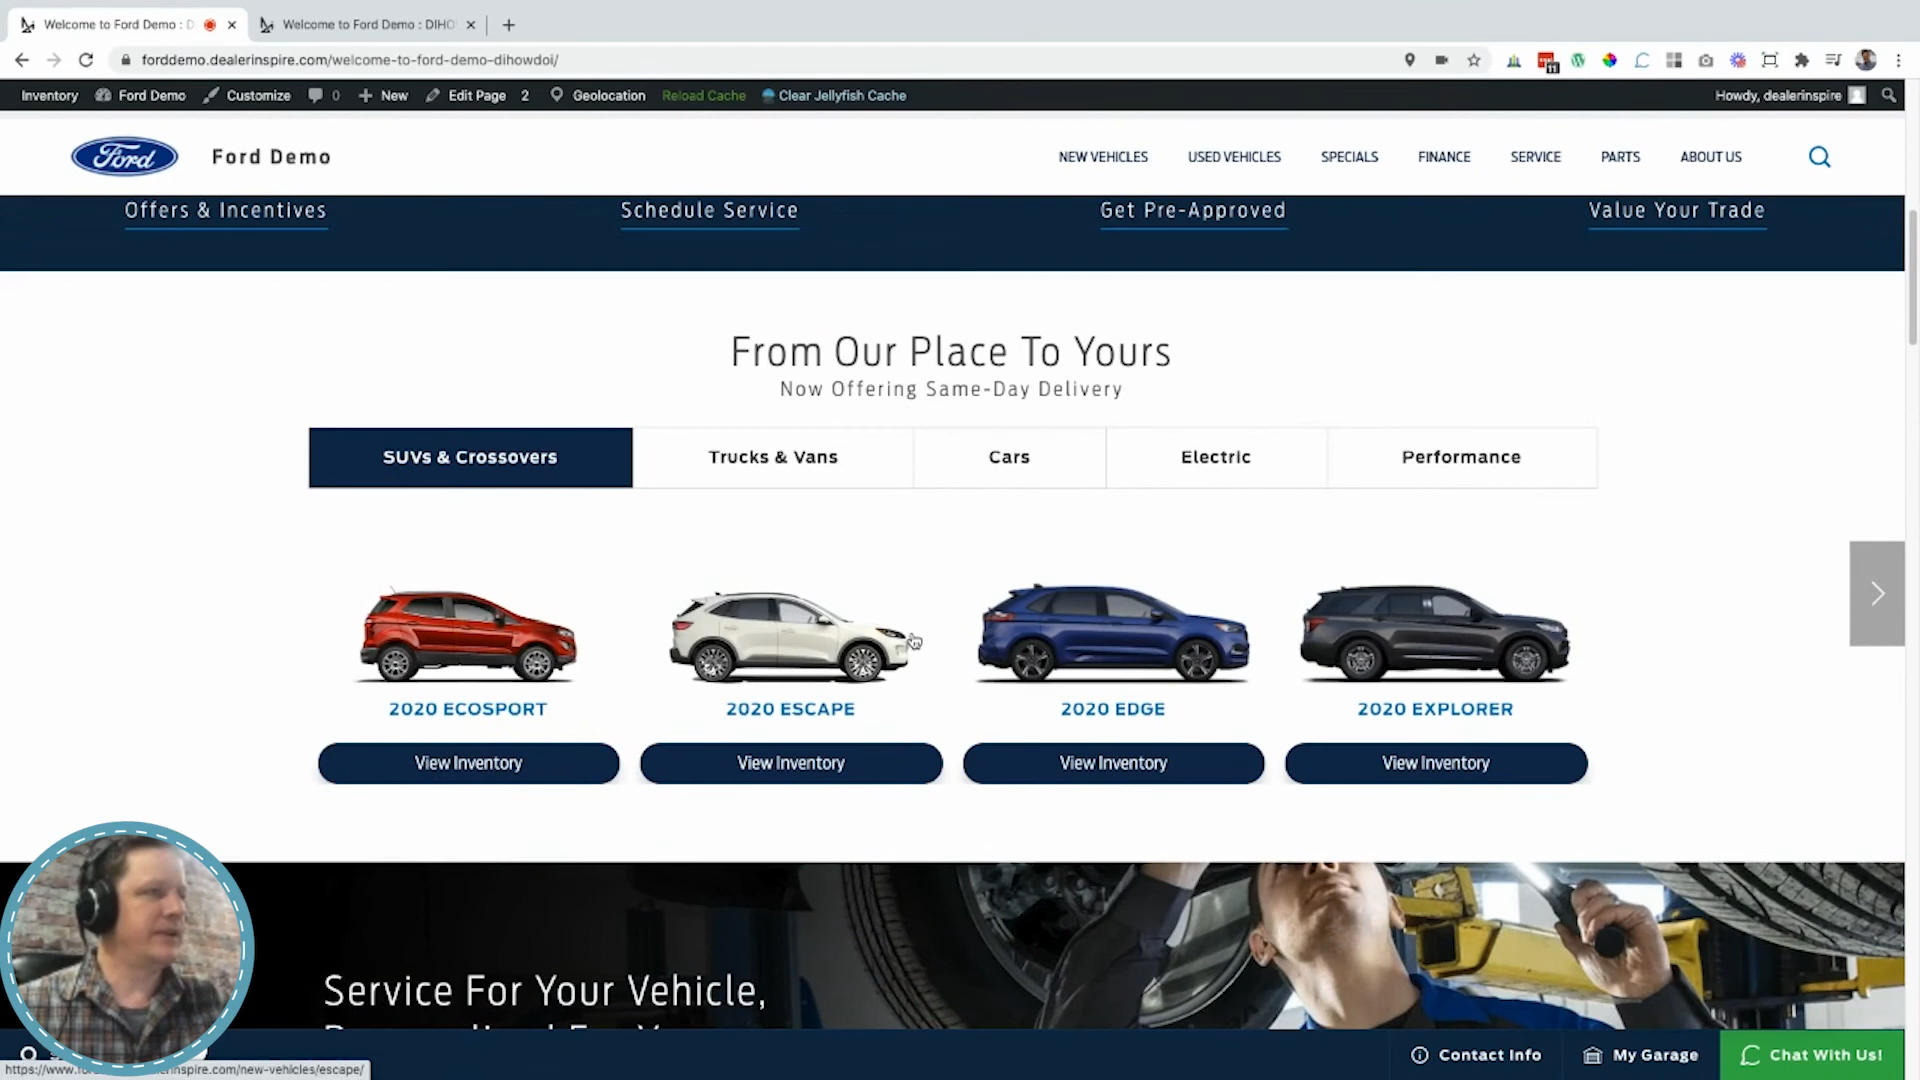 Welcome to Ford Demo : D
Welcome to Ford Demo : DIHO
forddemo.dealerinspire.com/welcome-to-ford-demo-dihowdoi/
11
Inventory Ford Demo Customize 0 New Edit Page 2 Geolocation Reload Cache Clear Jellyfish Cache Howdy, dealerinspire
Ford Ford Demo NEW VEHICLES USED VEHICLES SPECIALS FINANCE SERVICE PARTS ABOUT US
Offers & Incentives Schedule Service Get Pre-Approved Value Your Trade
From Our Place To Yours
Now Offering Same-Day Delivery
SUVs & Crossovers Trucks & Vans Cars Electric Performance
2020 ECOSPORT 2020 ESCAPE 2020 EDGE 2020 EXPLORER
View Inventory View Inventory View Inventory View Inventory
Service For Your Vehicle,
Contact Info My Garage Chat With Us!